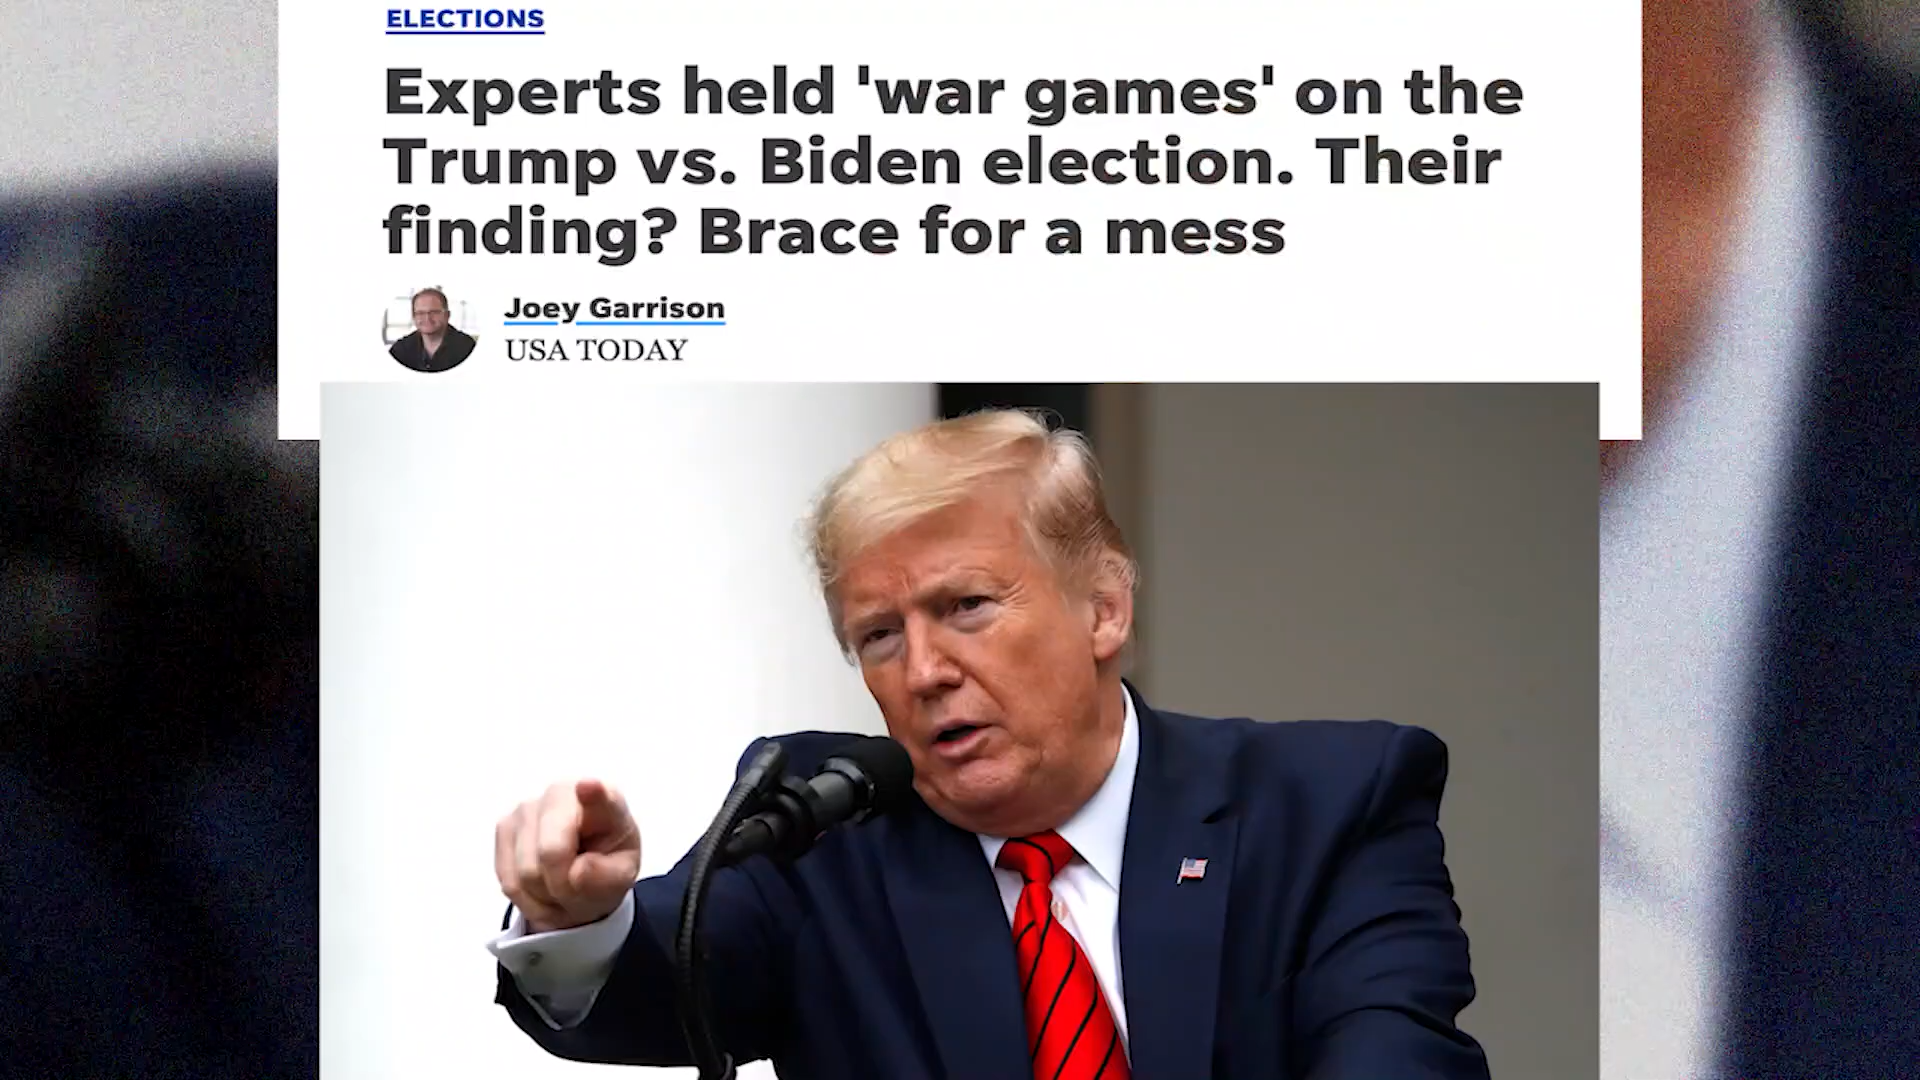 ELECTIONS
Experts held 'war games' on the
Trump vs. Biden election. Their
finding? Brace for a mess
Joey Garrison
USA TODAY